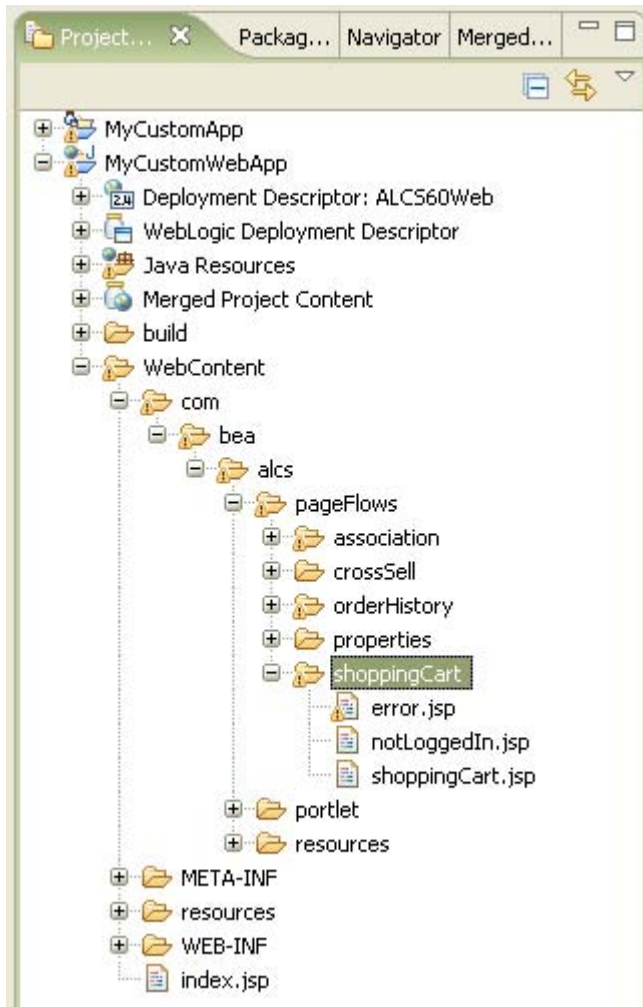 Project... Packag... Navigator Merged...
MyCustomApp
MyCustomWebApp
2.4 Deployment Descriptor: ALCS60Web
WebLogic Deployment Descriptor
Java Resources
Merged Project Content
build
WebContent
com
bea
alcs
pageFlows
association
crossSell
orderHistory
properties
shoppingCart
error.jsp
notLoggedIn.jsp
shoppingCart.jsp
portlet
resources
META-INF
resources
WEB-INF
index.jsp